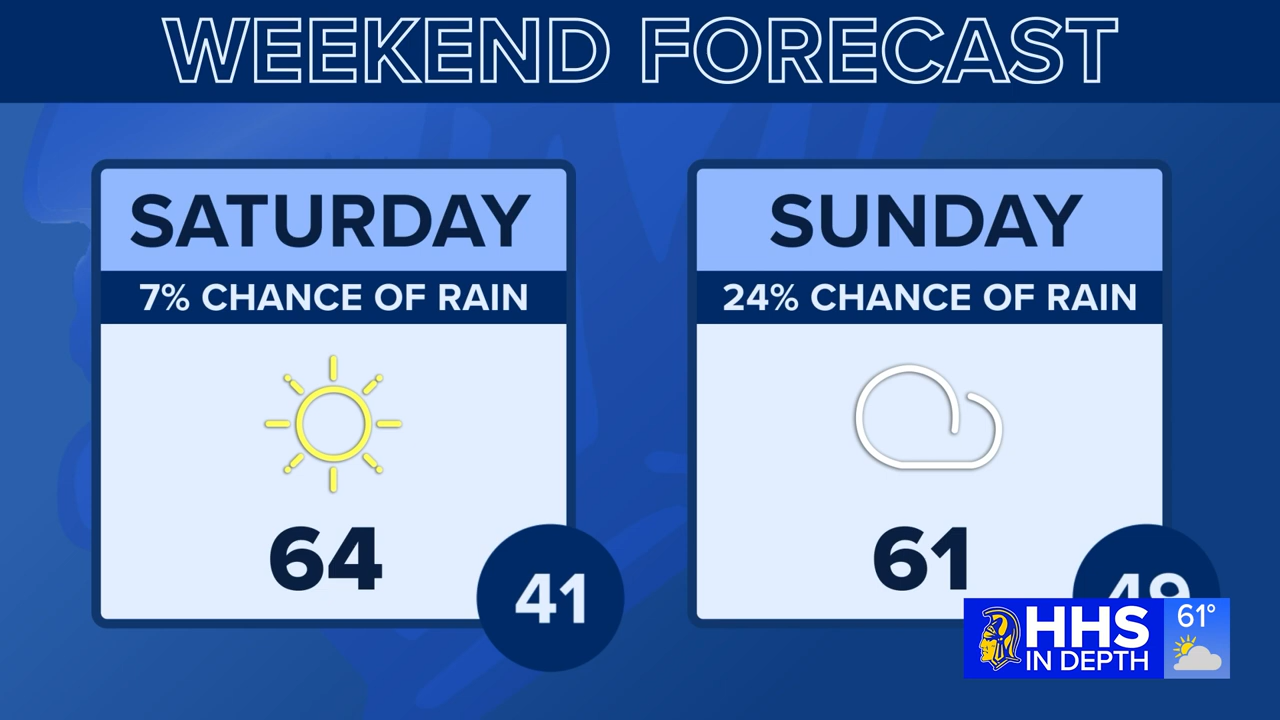 WEEKEND FORECAST
SATURDAY
7% CHANCE OF RAIN
64
41
SUNDAY
24% CHANCE OF RAIN
61
49
HHS
IN DEPTH
61°